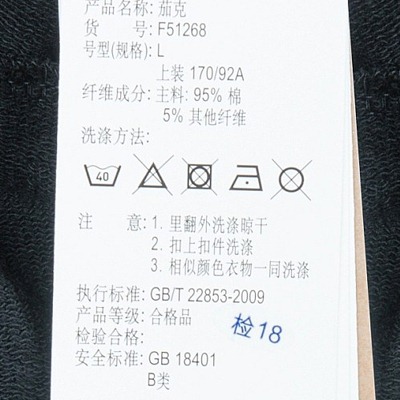 产品名称: 茄克
货 号: F51268
号型(规格): L
上装 170/92A
纤维成分: 主料: 95% 棉
5% 其他纤维
洗涤方法:
40
注 意: 1. 里翻外洗涤晾干
2. 扣上扣件洗涤
3. 相似颜色衣物一同洗涤
执行标准: GB/T 22853-2009
产品等级: 合格品
检验合格:
检18
安全标准: GB 18401
B类